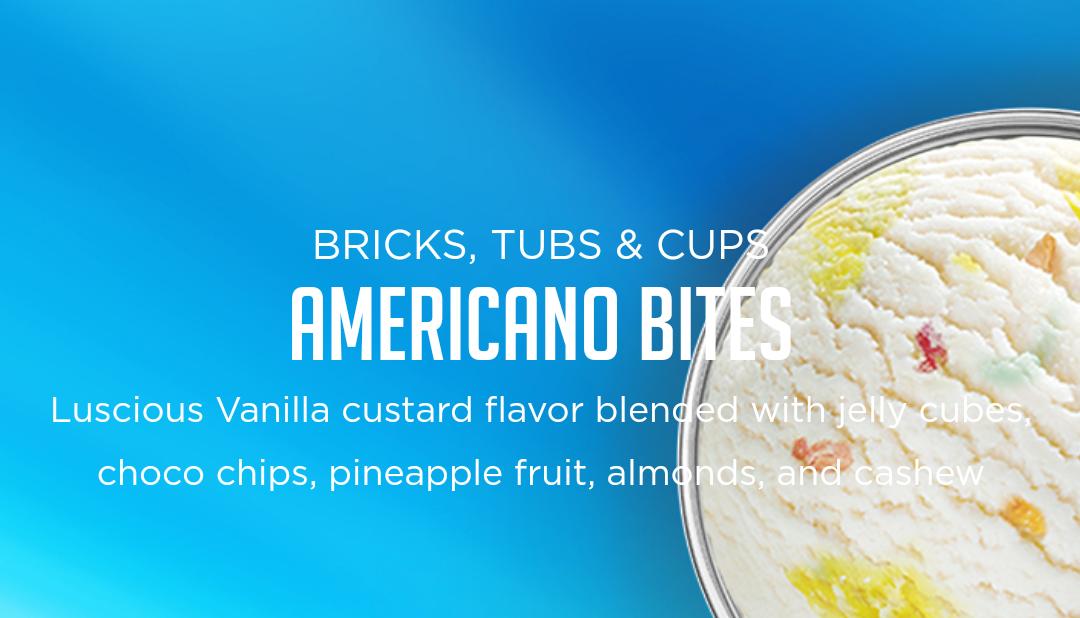 BRICKS, TUBS & CUPS
AMERICANO BITES
Luscious Vanilla custard flavor blended with jelly cubes,
choco chips, pineapple fruit, almonds, and cashew